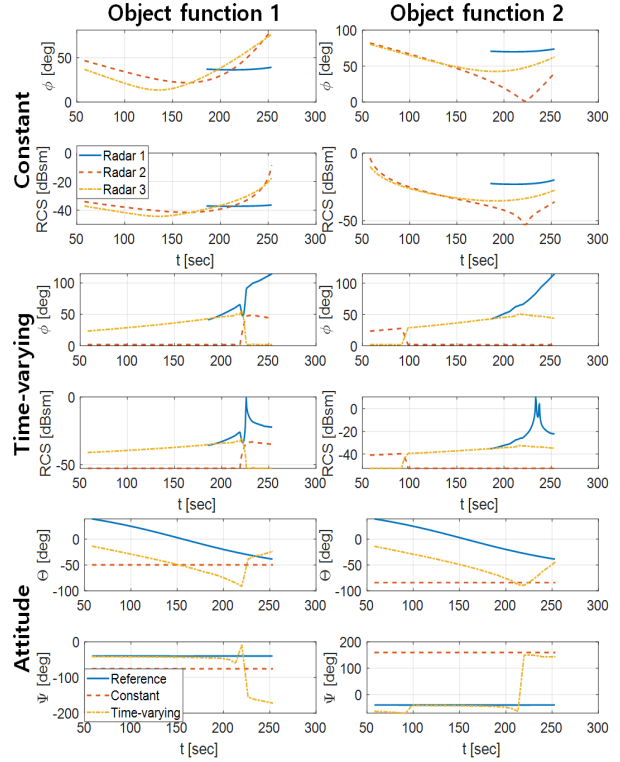 Object function 1
Object function 2
Constant
ϕ [deg]
50
0
50 100 150 200 250 300
ϕ [deg]
100
50
0
50 100 150 200 250 300
RCS [dBsm]
0
-20
-40
Radar 1
Radar 2
Radar 3
50 100 150 200 250 300
t [sec]
RCS [dBsm]
0
-50
50 100 150 200 250 300
t [sec]
Time-varying
ϕ [deg]
100
50
0
50 100 150 200 250 300
ϕ [deg]
100
50
0
50 100 150 200 250 300
RCS [dBsm]
0
-50
50 100 150 200 250 300
t [sec]
RCS [dBsm]
0
-20
-40
50 100 150 200 250 300
t [sec]
Attitude
Θ [deg]
0
-50
-100
50 100 150 200 250 300
Θ [deg]
0
-50
-100
50 100 150 200 250 300
Ψ [deg]
0
-100
-200
Reference
Constant
Time-varying
50 100 150 200 250 300
t [sec]
Ψ [deg]
200
100
0
50 100 150 200 250 300
t [sec]